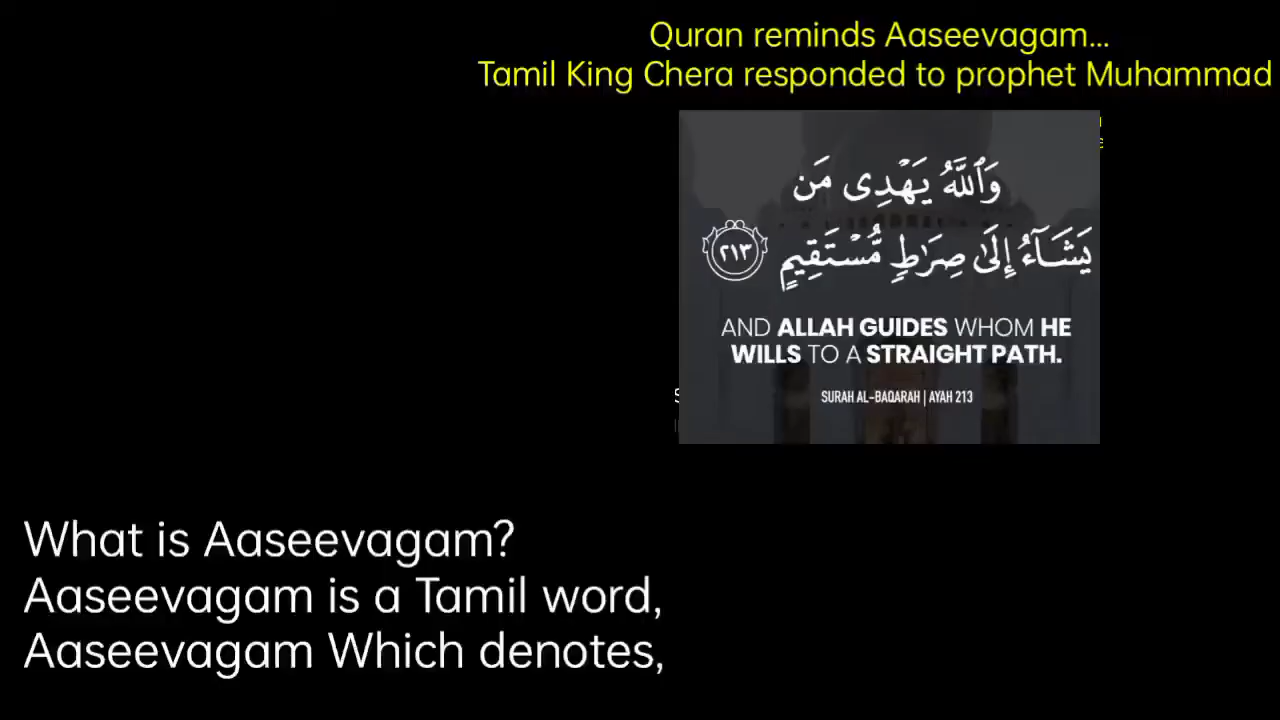 Quran reminds Aaseevagam...
Tamil King Chera responded to prophet Muhammad
وَٱللَّهُ يَهْدِى مَن
يَشَآءُ إِلَىٰ صِرَٰطٍ مُّسْتَقِيمٍ ٢١٣
AND ALLAH GUIDES WHOM HE
WILLS TO A STRAIGHT PATH.
SURAH AL-BAQARAH | AYAH 213
What is Aaseevagam?
Aaseevagam is a Tamil word,
Aaseevagam Which denotes,